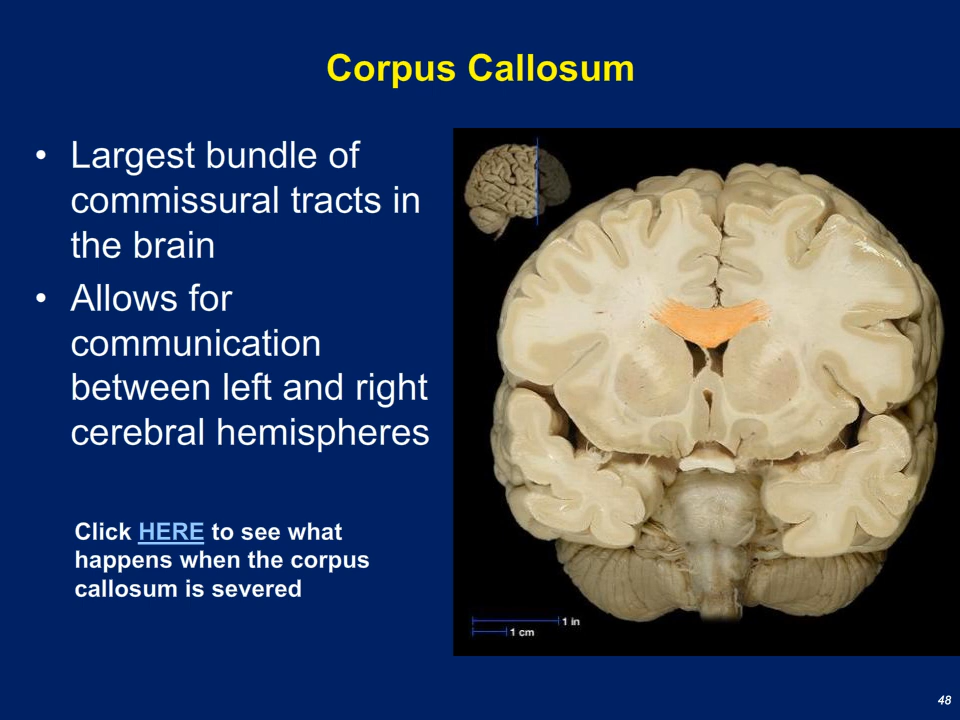 Corpus Callosum
• Largest bundle of
commissural tracts in
the brain
• Allows for
communication
between left and right
cerebral hemispheres
Click HERE to see what
happens when the corpus
callosum is severed
1 in
1 cm
48